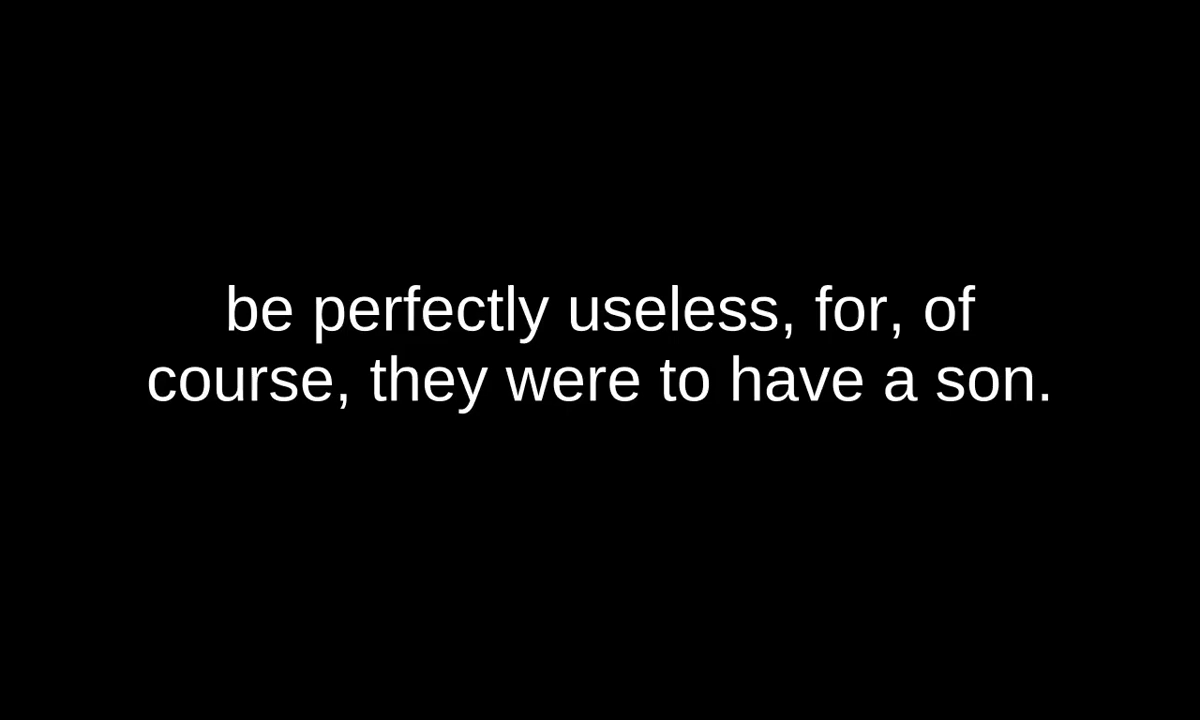 be perfectly useless, for, of
course, they were to have a son.